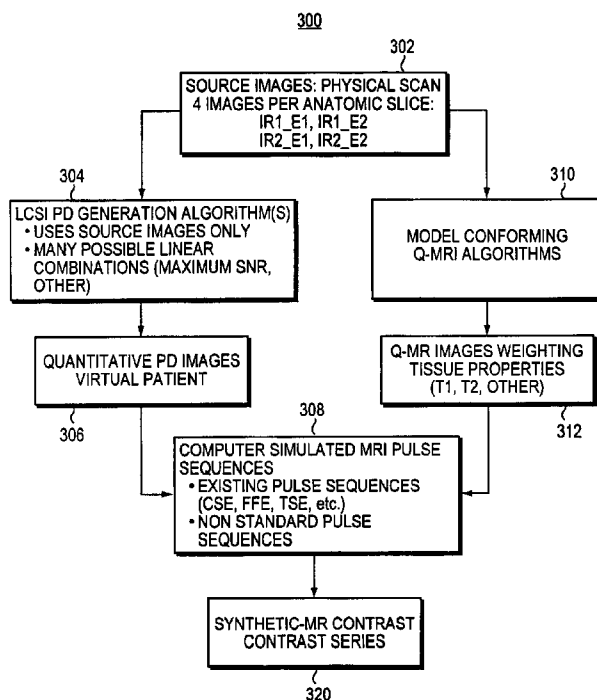 300
302
SOURCE IMAGES: PHYSICAL SCAN
4 IMAGES PER ANATOMIC SLICE:
IR1_E1, IR1_E2
IR2_E1, IR2_E2
304
LCSI PD GENERATION ALGORITHM(S)
• USES SOURCE IMAGES ONLY
• MANY POSSIBLE LINEAR
COMBINATIONS (MAXIMUM SNR,
OTHER)
310
MODEL CONFORMING
Q-MRI ALGORITHMS
QUANTITATIVE PD IMAGES
VIRTUAL PATIENT
306
Q-MR IMAGES WEIGHTING
TISSUE PROPERTIES
(T1, T2, OTHER)
312
308
COMPUTER SIMULATED MRI PULSE
SEQUENCES
• EXISTING PULSE SEQUENCES
(CSE, FFE, TSE, etc.)
• NON STANDARD PULSE
SEQUENCES
SYNTHETIC-MR CONTRAST
CONTRAST SERIES
320